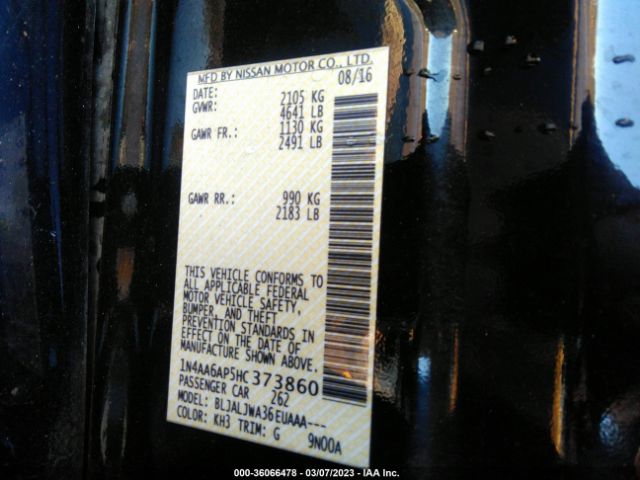 MFD BY NISSAN MOTOR CO., LTD.
DATE: 08/16
GVWR: 2105 KG
4641 LB
GAWR FR.: 1130 KG
2491 LB
GAWR RR.: 990 KG
2183 LB
THIS VEHICLE CONFORMS TO
ALL APPLICABLE FEDERAL
MOTOR VEHICLE SAFETY,
BUMPER, AND THEFT
PREVENTION STANDARDS IN
EFFECT ON THE DATE OF
MANUFACTURE SHOWN ABOVE.
1N4AA6AP5HC373860
PASSENGER CAR 262
MODEL: BLJALJWA36EUAAA---
COLOR: KH3 TRIM: G 9N00A
000-36066478 - 03/07/2023 - IAA Inc.